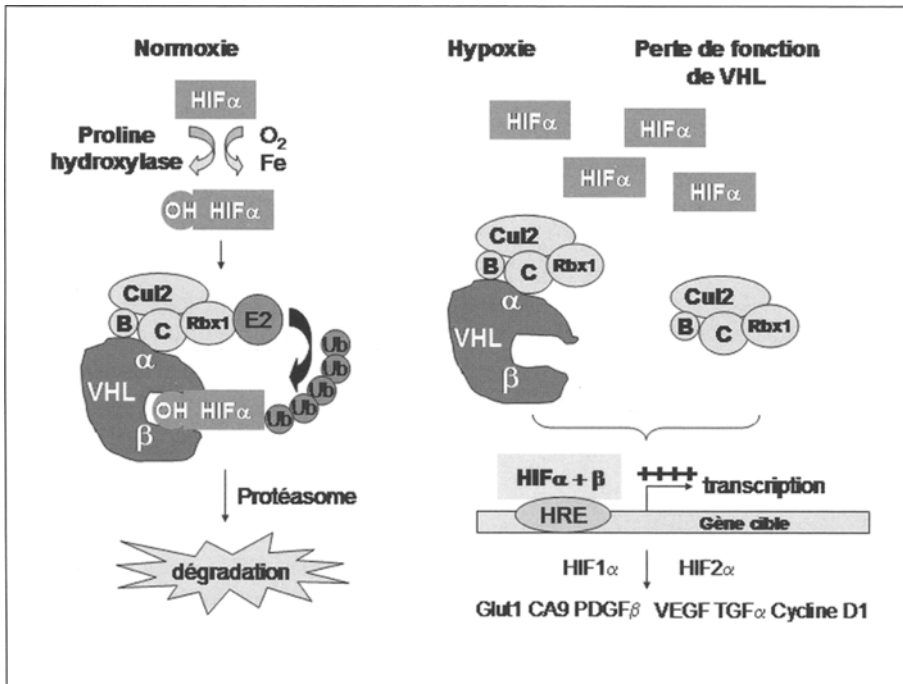 Normoxie
HIFα
Proline
hydroxylase
O2
Fe
OH HIFα
Cul2
B C Rbx1 E2
α
VHL
OH HIFα
β
Ub
Ub
Ub
Ub
Ub
Protéasome
dégradation
Hypoxie
Perte de fonction
de VHL
HIFα
HIFα
HIFα
HIFα
Cul2
B C Rbx1
α
VHL
β
Cul2
B C Rbx1
HIFα + β
++++
transcription
HRE
Gène cible
HIF1α HIF2α
Glut1 CA9 PDGFβ VEGF TGFα Cycline D1